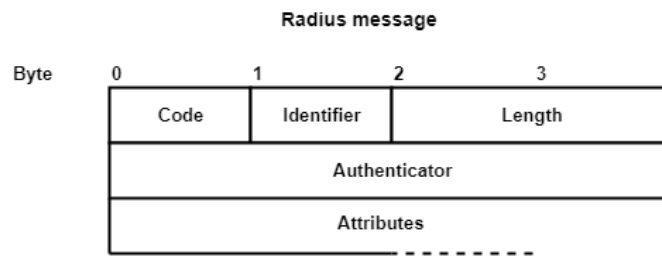 Radius message
Byte 0 1 2 3
Code Identifier Length
Authenticator
Attributes